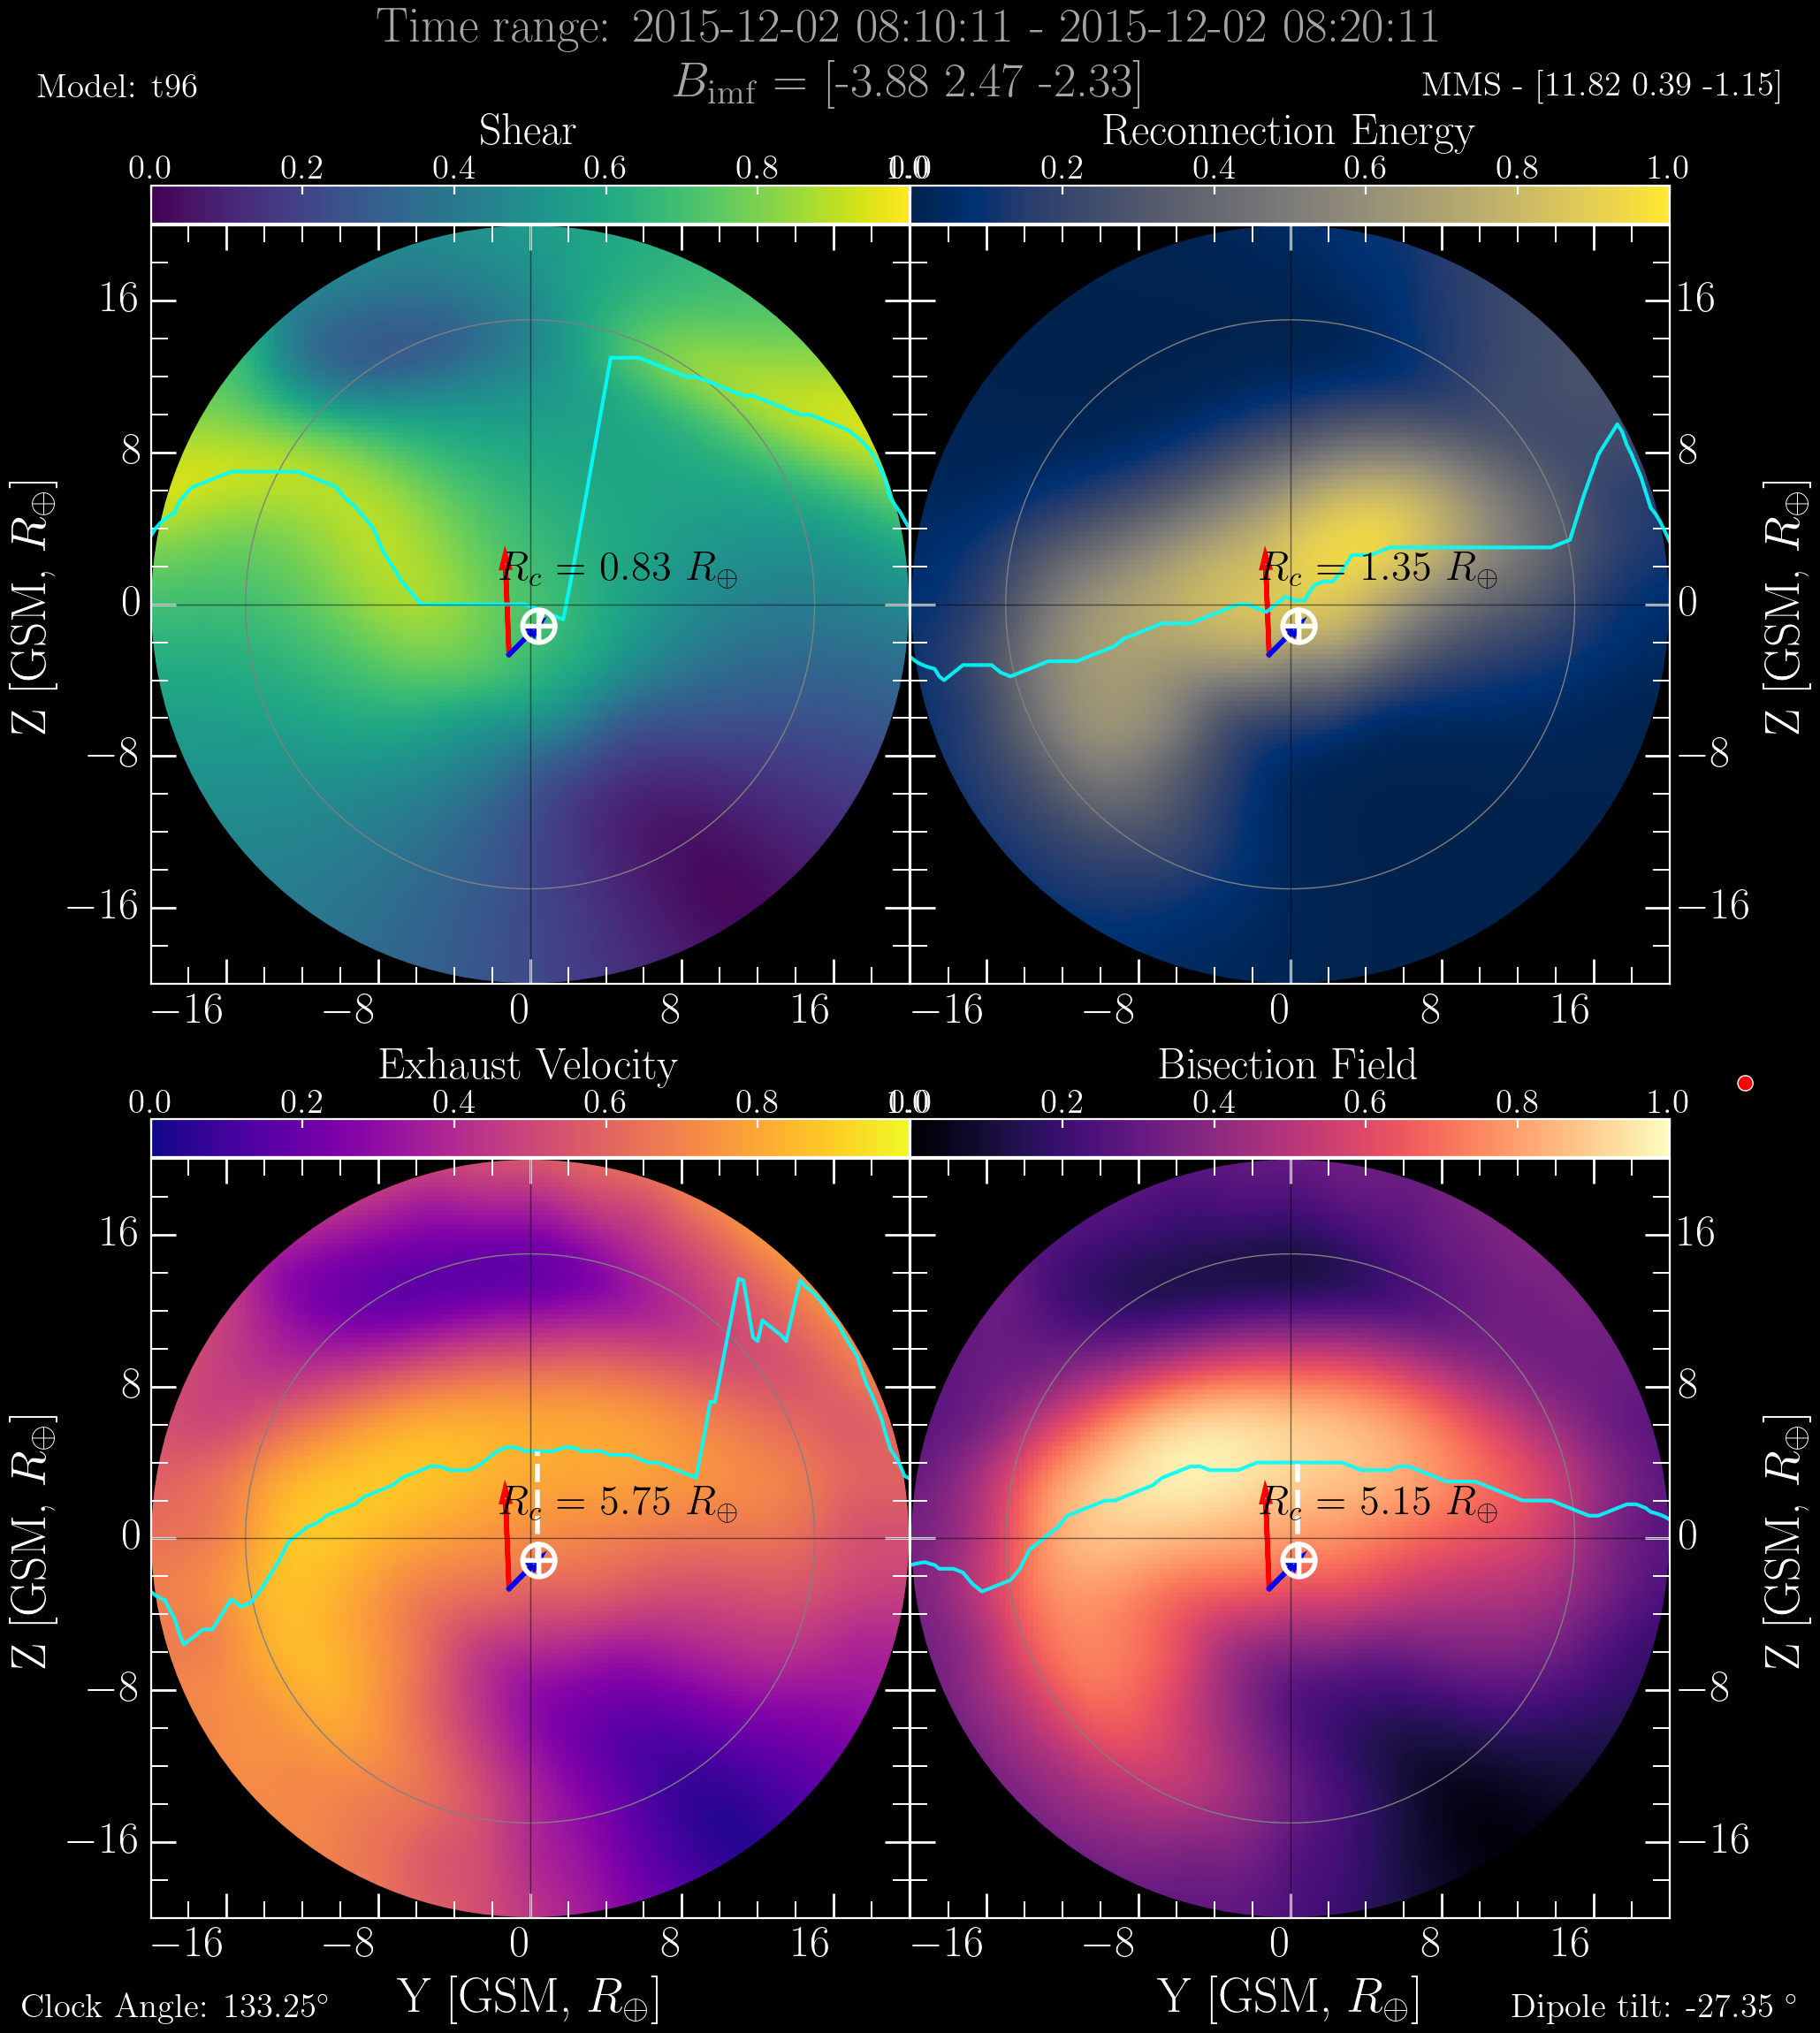 Time range: 2015-12-02 08:10:11 - 2015-12-02 08:20:11
Model: t96
B_imf = [-3.88 2.47 -2.33]
MMS - [11.82 0.39 -1.15]
Shear
Reconnection Energy
0.0 0.2 0.4 0.6 0.8 1.0
0.0 0.2 0.4 0.6 0.8 1.0
16
8
0
−8
−16
Z [GSM, R⊕]
R_c = 0.83 R⊕
R_c = 1.35 R⊕
16
8
0
−8
−16
Z [GSM, R⊕]
−16 −8 0 8 16
−16 −8 0 8 16
Exhaust Velocity
Bisection Field
0.0 0.2 0.4 0.6 0.8 1.0
0.0 0.2 0.4 0.6 0.8 1.0
16
8
0
−8
−16
Z [GSM, R⊕]
R_c = 5.75 R⊕
R_c = 5.15 R⊕
16
8
0
−8
−16
Z [GSM, R⊕]
−16 −8 0 8 16
−16 −8 0 8 16
Y [GSM, R⊕]
Y [GSM, R⊕]
Clock Angle: 133.25°
Dipole tilt: -27.35 °